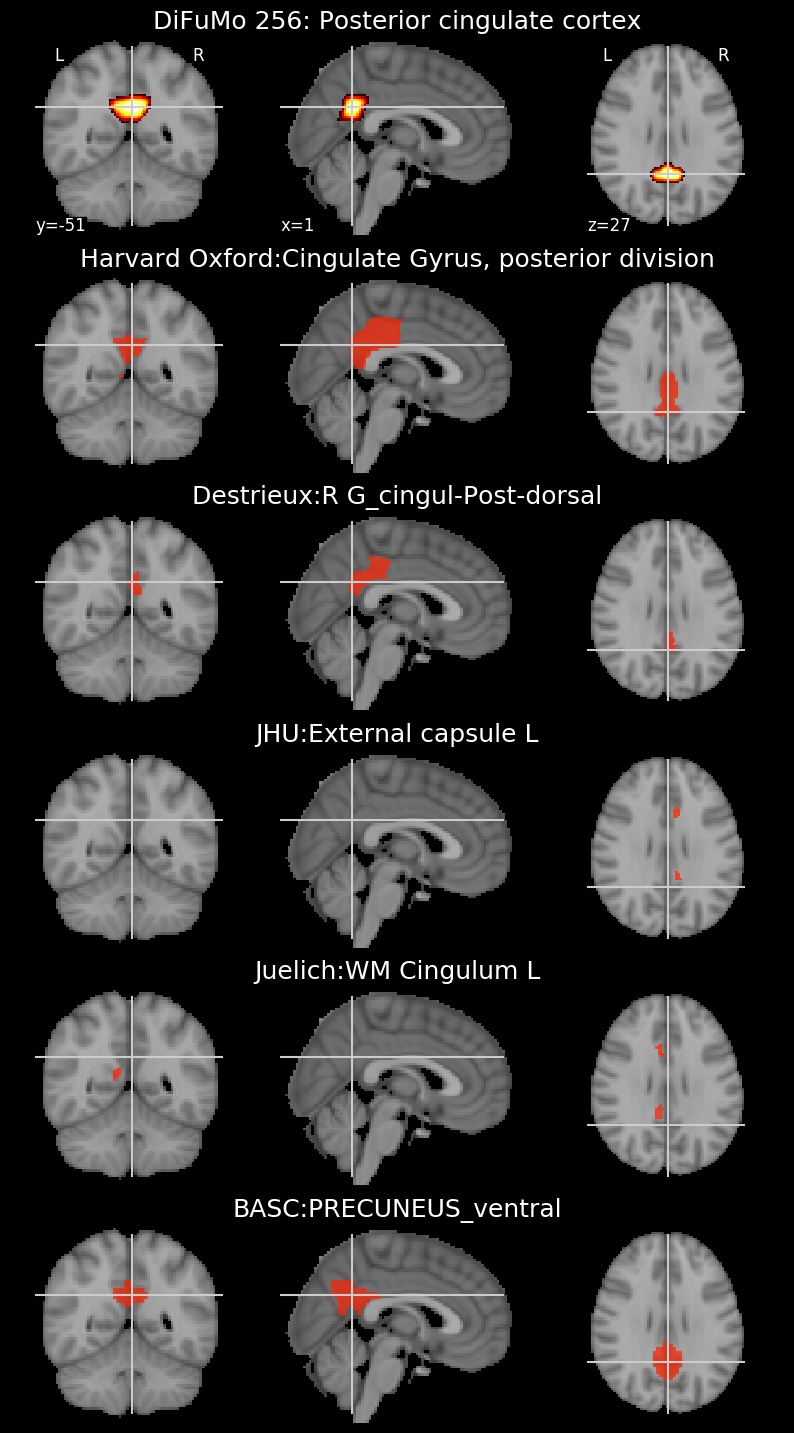 DiFuMo 256: Posterior cingulate cortex
L R L R
y=-51 x=1 z=27
Harvard Oxford:Cingulate Gyrus, posterior division
Destrieux:R G_cingul-Post-dorsal
JHU:External capsule L
Juelich:WM Cingulum L
BASC:PRECUNEUS_ventral